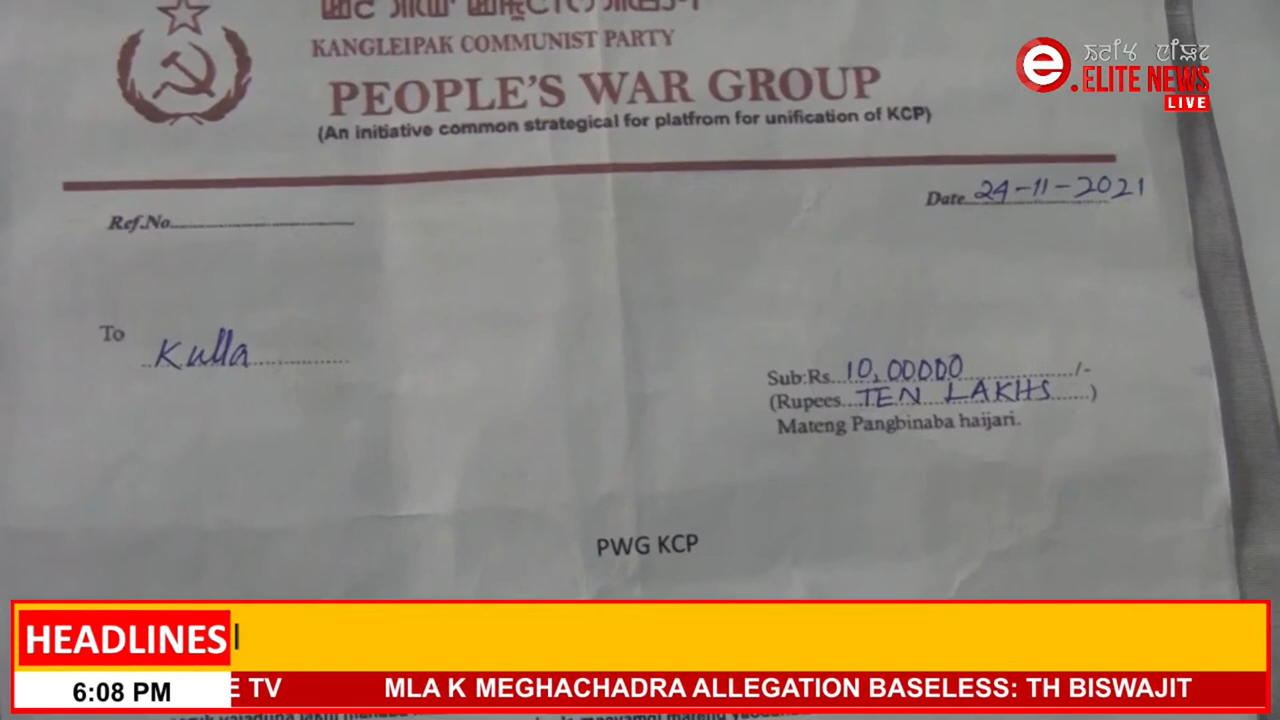 KANGLEIPAK COMMUNIST PARTY
PEOPLE'S WAR GROUP
(An initiative common strategical for platfrom for unification of KCP)
Date 24-11-2021
Ref.No
To
Kulla
Sub:Rs. 10,00000 /-
(Rupees TEN LAKHS )
Mateng Pangbinaba haijari.
PWG KCP
e.ELITE NEWS
LIVE
HEADLINES
6:08 PM
E TV MLA K MEGHACHADRA ALLEGATION BASELESS: TH BISWAJIT